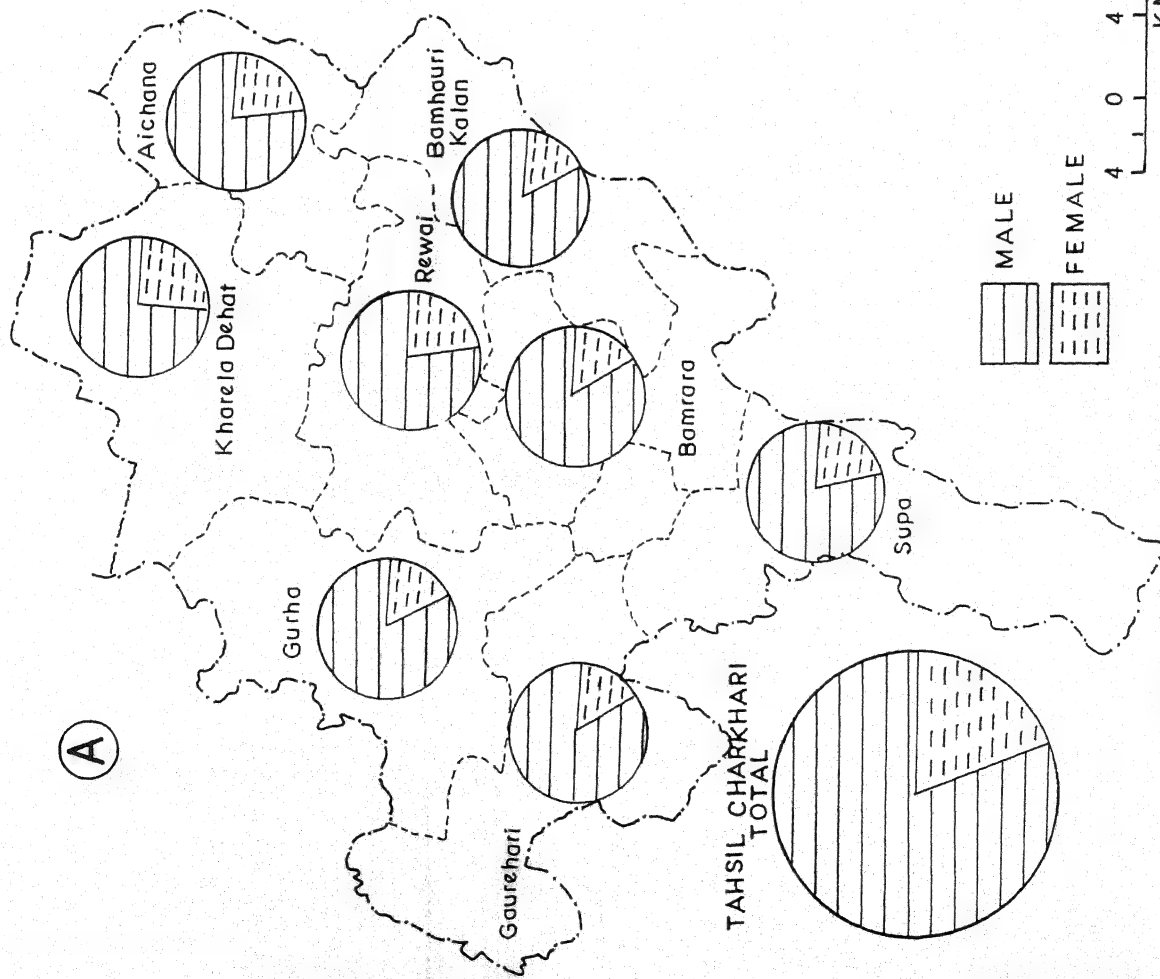 A
Aichana
Kharela Dehat
Bamhauri
Kalan
Rewai
Gurha
Bamrara
Supa
Gaurehari
TAHSIL CHARKHARI
TOTAL
MALE
FEMALE
4 0 4